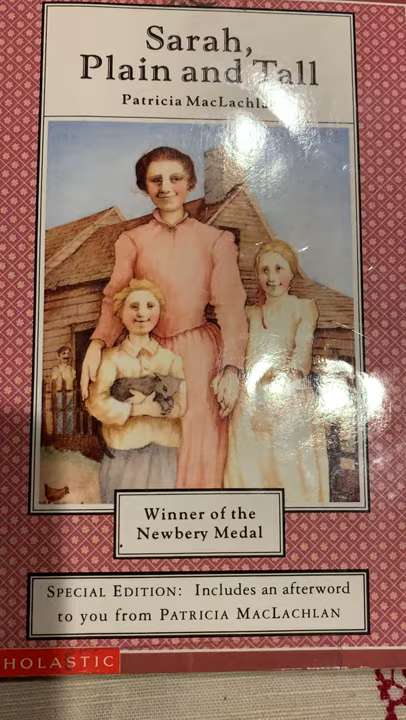 Sarah,
Plain and Tall
Patricia MacLachla
Winner of the
Newbery Medal
SPECIAL EDITION: Includes an afterword
to you from PATRICIA MACLACHLAN
HOLASTIC